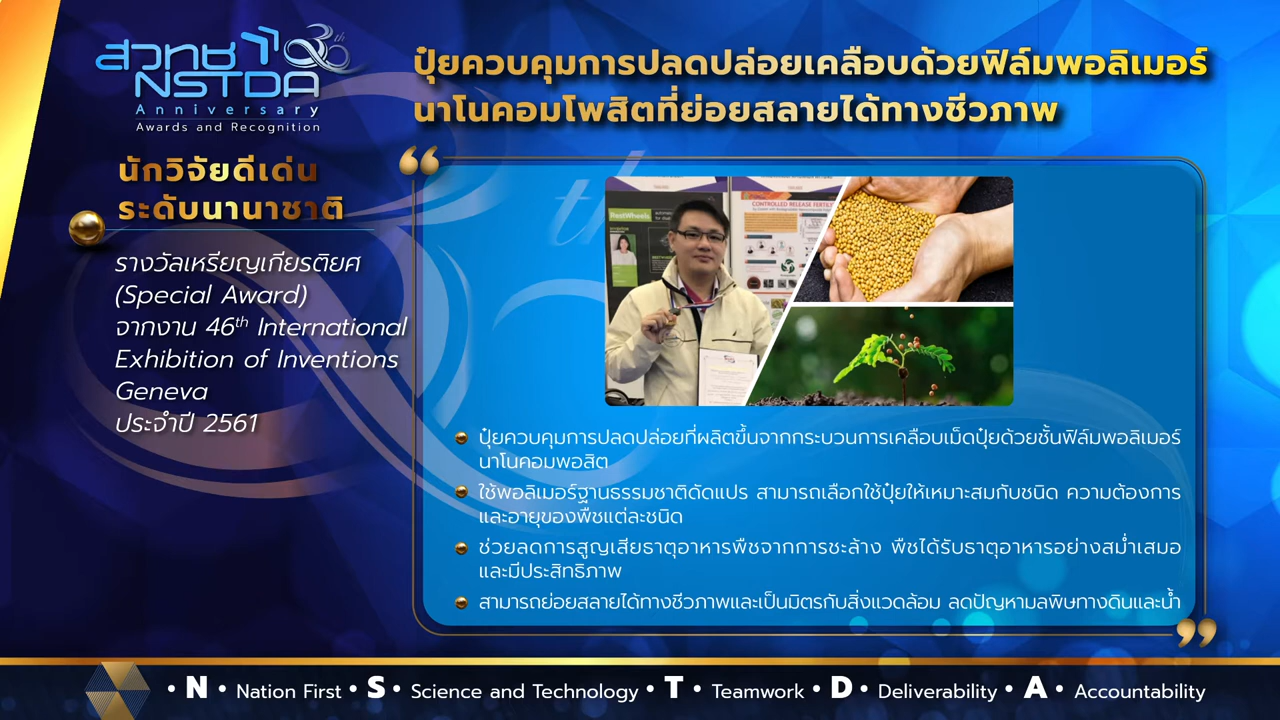 สวทช 30th
NSTDA
Anniversary
Awards and Recognition
ปุ๋ยควบคุมการปลดปล่อยเคลือบด้วยฟิล์มพอลิเมอร์
นาโนคอมโพสิตที่ย่อยสลายได้ทางชีวภาพ
นักวิจัยดีเด่น
ระดับนานาชาติ
รางวัลเหรียญเกียรติยศ
(Special Award)
จากงาน 46th International
Exhibition of Inventions
Geneva
ประจำปี 2561
RestWheels
CONTROLLED RELEASE
ปุ๋ยควบคุมการปลดปล่อยที่ผลิตขึ้นจากกระบวนการเคลือบเม็ดปุ๋ยด้วยชั้นฟิล์มพอลิเมอร์
นาโนคอมพอสิต
ใช้พอลิเมอร์ฐานธรรมชาติดัดแปร สามารถเลือกใช้ปุ๋ยให้เหมาะสมกับชนิด ความต้องการ
และอายุของพืชแต่ละชนิด
ช่วยลดการสูญเสียธาตุอาหารพืชจากการชะล้าง พืชได้รับธาตุอาหารอย่างสม่ำเสมอ
และมีประสิทธิภาพ
สามารถย่อยสลายได้ทางชีวภาพและเป็นมิตรกับสิ่งแวดล้อม ลดปัญหามลพิษทางดินและน้ำ
• N • Nation First • S • Science and Technology • T • Teamwork • D • Deliverability • A • Accountability